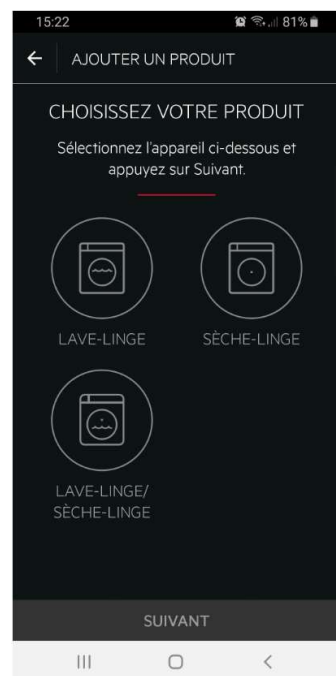 15:22 81%
AJOUTER UN PRODUIT
CHOISISSEZ VOTRE PRODUIT
Sélectionnez l'appareil ci-dessous et
appuyez sur Suivant.
LAVE-LINGE SÈCHE-LINGE
LAVE-LINGE/
SÈCHE-LINGE
SUIVANT